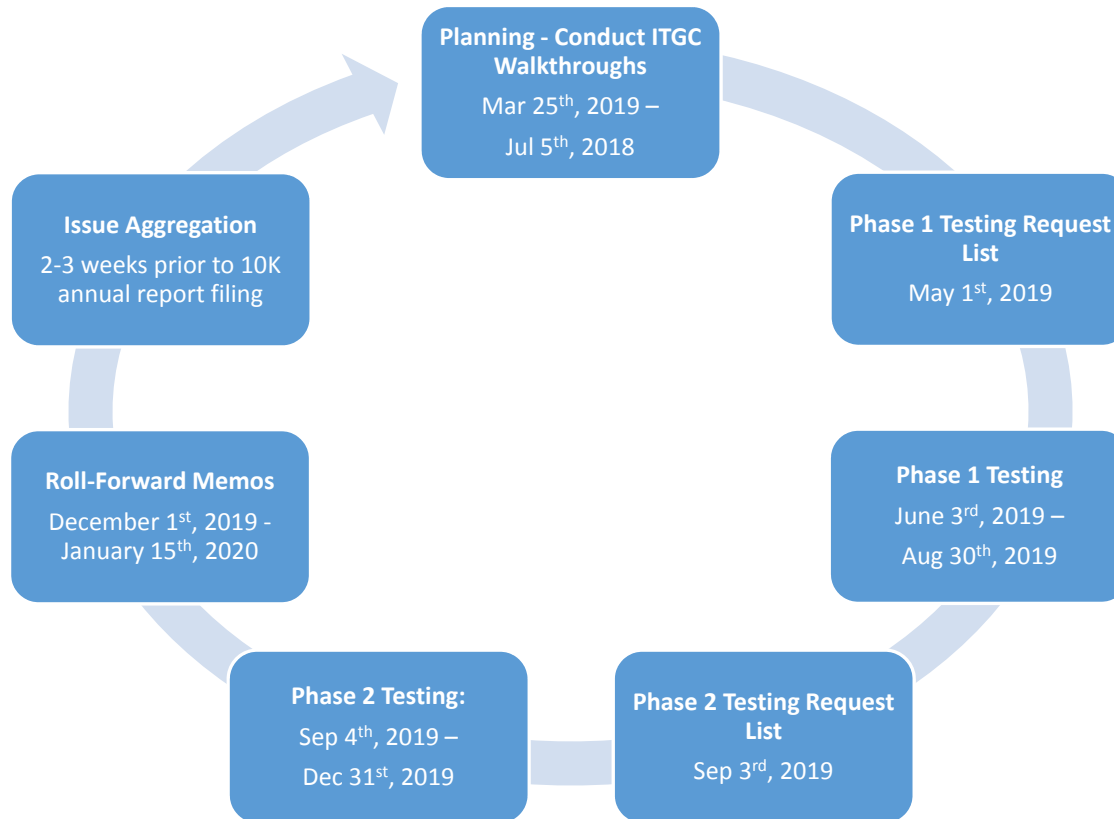 Planning - Conduct ITGC
Walkthroughs
Mar 25th, 2019 –
Jul 5th, 2018
Phase 1 Testing Request
List
May 1st, 2019
Phase 1 Testing
June 3rd, 2019 –
Aug 30th, 2019
Phase 2 Testing Request
List
Sep 3rd, 2019
Phase 2 Testing:
Sep 4th, 2019 –
Dec 31st, 2019
Roll-Forward Memos
December 1st, 2019 -
January 15th, 2020
Issue Aggregation
2-3 weeks prior to 10K
annual report filing